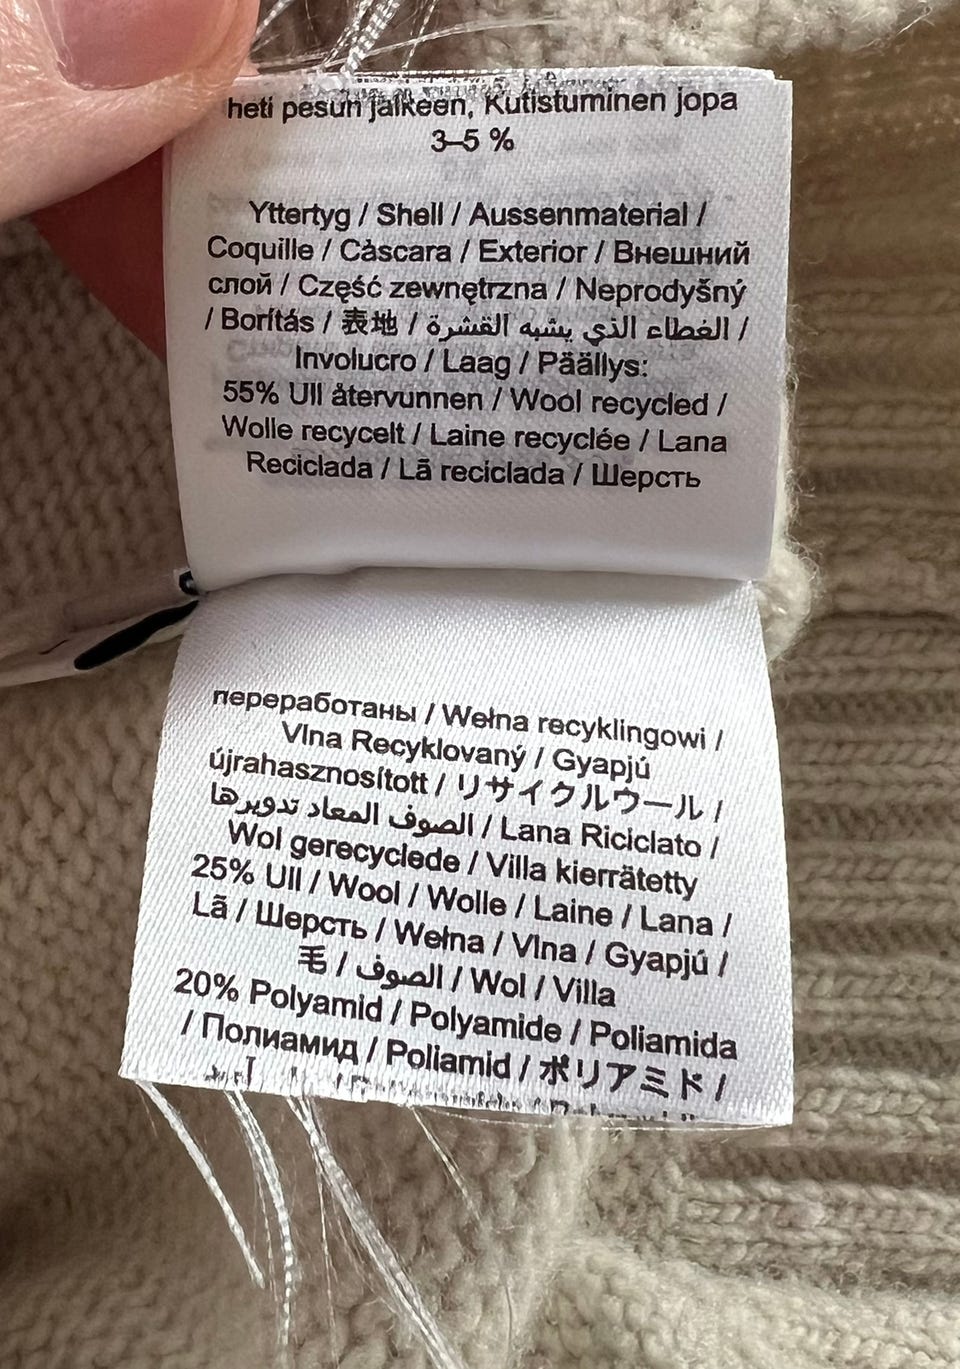 heti pesun jälkeen, Kutistuminen jopa
3–5 %
Yttertyg / Shell / Aussenmaterial /
Coquille / Cáscara / Exterior / Внешний
слой / Część zewnętrzna / Neprodyšný
/ Borítás / 表地 / الغطاء الذي يشبه القشرة /
Involucro / Laag / Päällys:
55% Ull återvunnen / Wool recycled /
Wolle recycelt / Laine recyclée / Lana
Reciclada / Lã reciclada / Шерсть
переработаны / Wełna recyklingowi /
Vlna Recyklovaný / Gyapjú
újrahasznosított / リサイクルウール /
الصوف المعاد تدويرها / Lana Riciclato /
Wol gerecyclede / Villa kierrätetty
25% Ull / Wool / Wolle / Laine / Lana /
Lã / Шерсть / Wełna / Vlna / Gyapjú /
毛 / الصوف / Wol / Villa
20% Polyamid / Polyamide / Poliamida
/ Полиамид / Poliamid / ポリアミド /